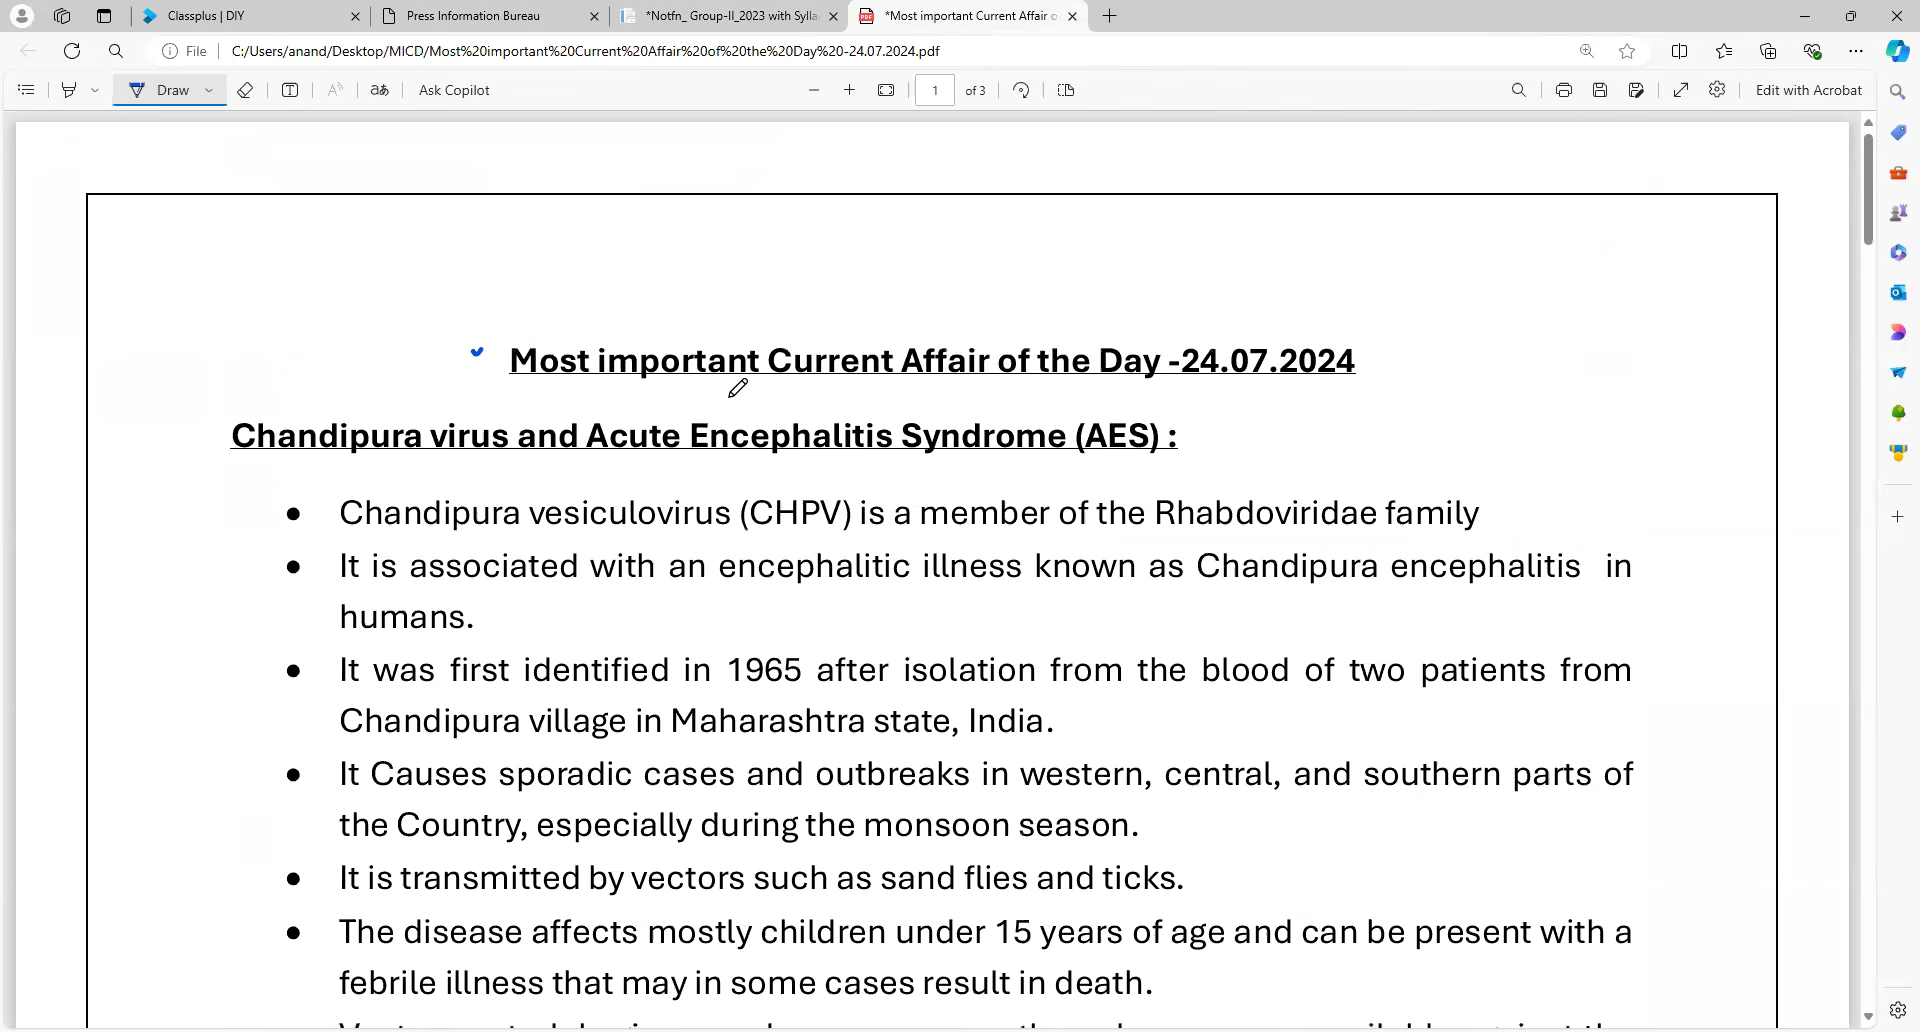 Classplus | DIY
Press Information Bureau
*Notfn_ Group-II_2023 with Sylla
*Most important Current Affair o
File
C:/Users/anand/Desktop/MICD/Most%20important%20Current%20Affair%20of%20the%20Day%20-24.07.2024.pdf
Draw
aあ
Ask Copilot
1 of 3
Edit with Acrobat
Most important Current Affair of the Day -24.07.2024
Chandipura virus and Acute Encephalitis Syndrome (AES) :
• Chandipura vesiculovirus (CHPV) is a member of the Rhabdoviridae family
• It is associated with an encephalitic illness known as Chandipura encephalitis in
humans.
• It was first identified in 1965 after isolation from the blood of two patients from
Chandipura village in Maharashtra state, India.
• It Causes sporadic cases and outbreaks in western, central, and southern parts of
the Country, especially during the monsoon season.
• It is transmitted by vectors such as sand flies and ticks.
• The disease affects mostly children under 15 years of age and can be present with a
febrile illness that may in some cases result in death.